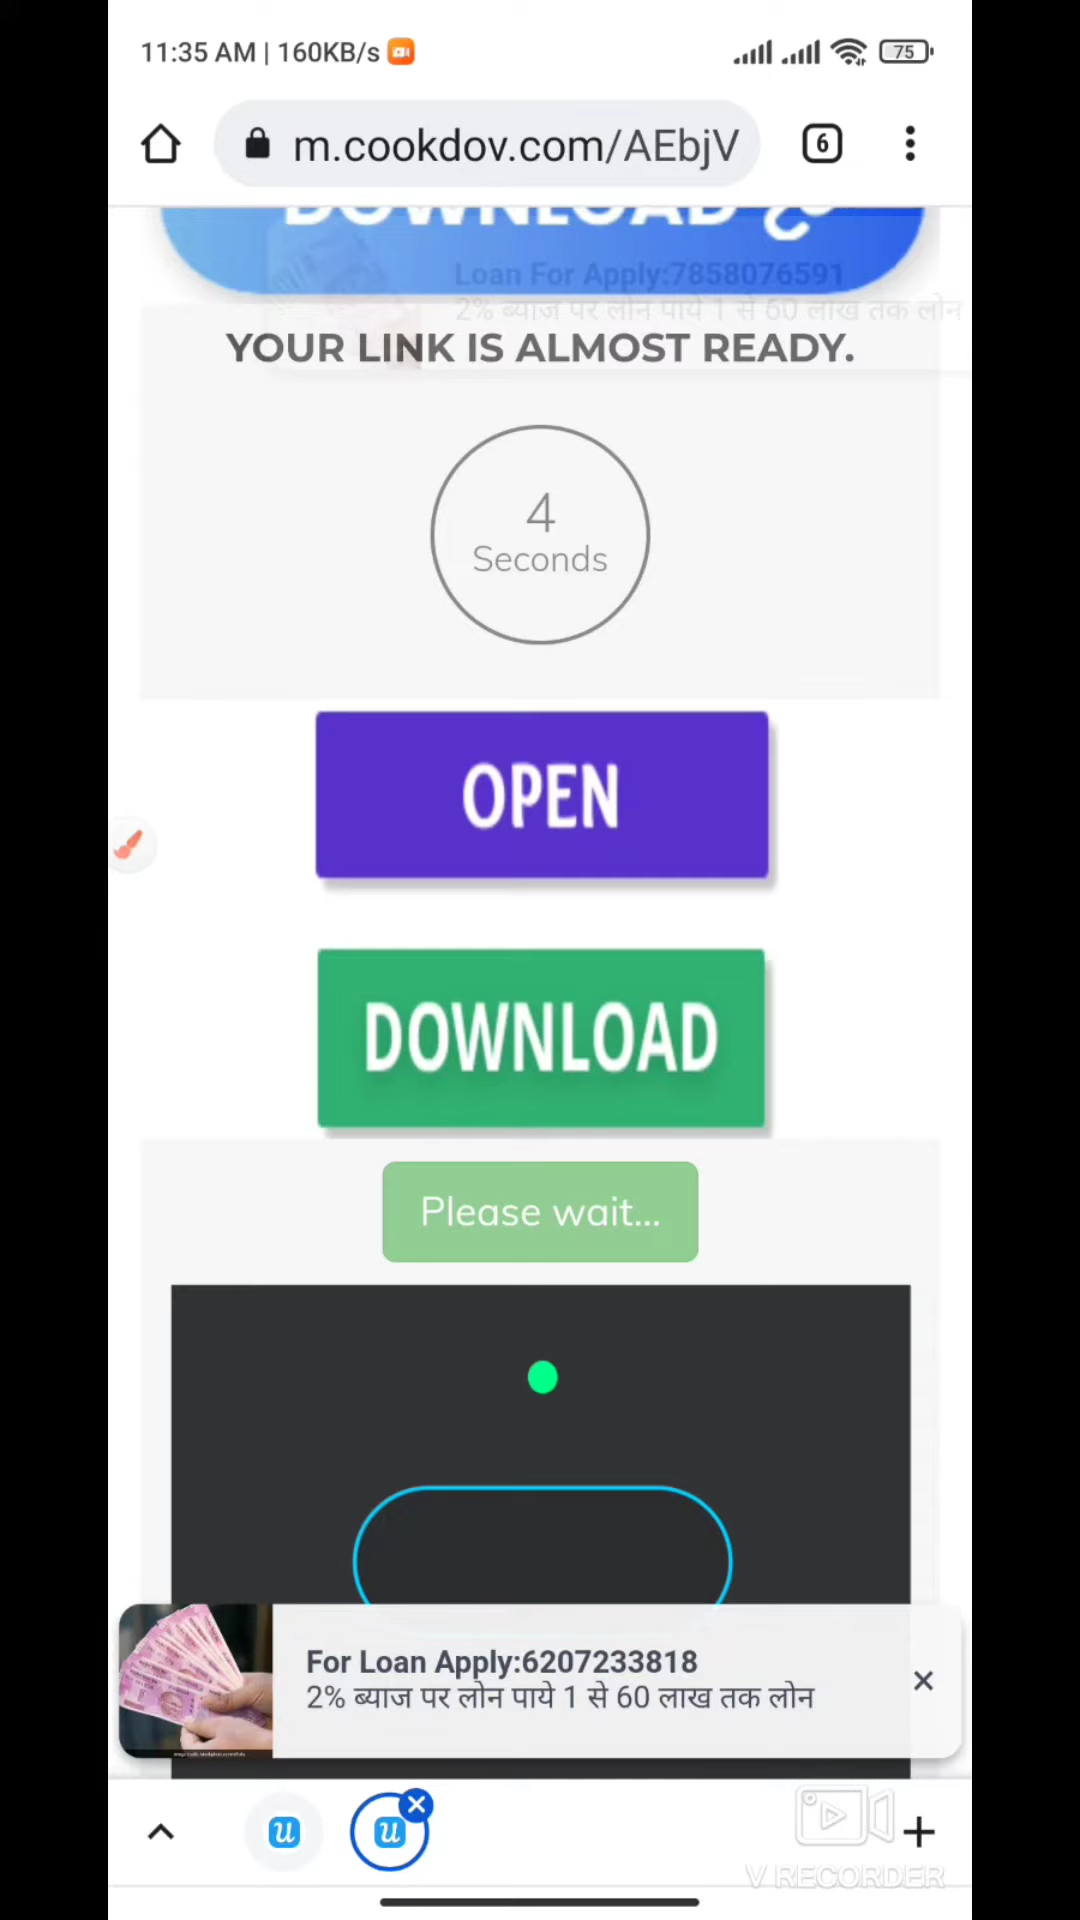 11:35 AM | 160KB/s
75
m.cookdov.com/AEbjV
6
DOWNLOAD
Loan For Apply:7858076591
2% ब्याज पर लोन पाये 1 से 60 लाख तक लोन
YOUR LINK IS ALMOST READY.
4
Seconds
OPEN
DOWNLOAD
Please wait...
For Loan Apply:6207233818
2% ब्याज पर लोन पाये 1 से 60 लाख तक लोन
V RECORDER